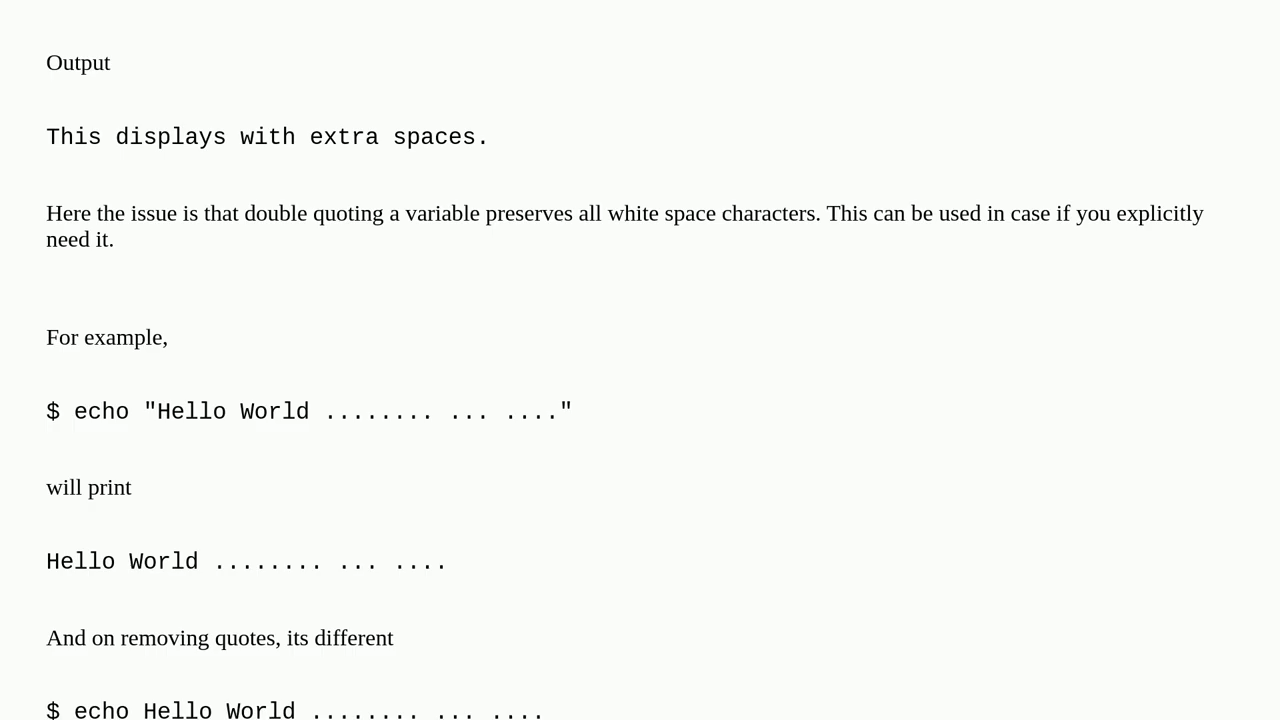 Output
This displays with extra spaces.
Here the issue is that double quoting a variable preserves all white space characters. This can be used in case if you explicitly
need it.
For example,
$ echo "Hello World ........ ... ...."
will print
Hello World ........ ... ....
And on removing quotes, its different
$ echo Hello World ........ ... ....